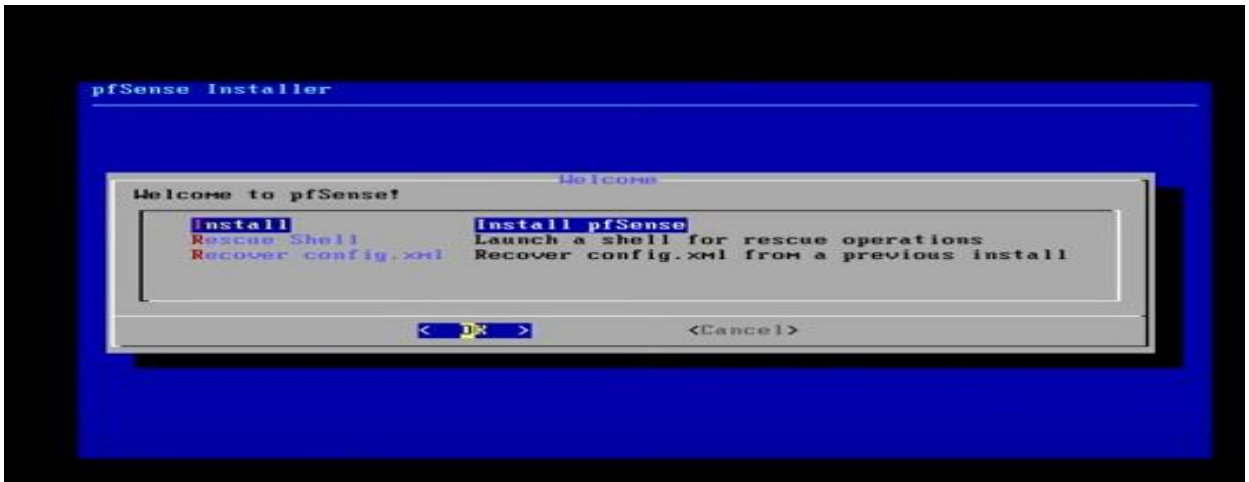 pfSense Installer
Welcome
Welcome to pfSense!
Install Install pfSense
Rescue Shell Launch a shell for rescue operations
Recover config.xml Recover config.xml from a previous install
< OK > <Cancel>